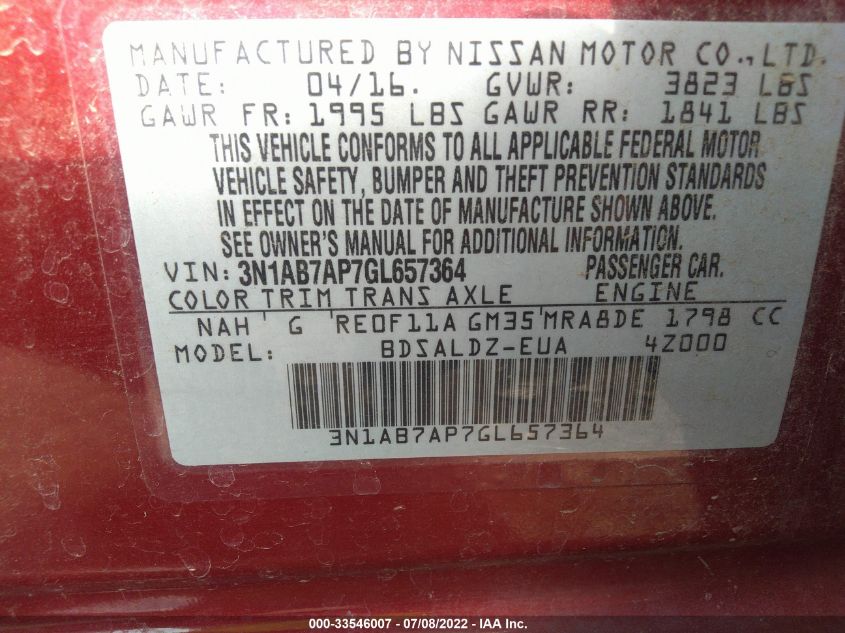 MANUFACTURED BY NISSAN MOTOR CO., LTD.
DATE: 04/16. GVWR: 3823 LBS
GAWR FR: 1995 LBS GAWR RR: 1841 LBS
THIS VEHICLE CONFORMS TO ALL APPLICABLE FEDERAL MOTOR
VEHICLE SAFETY, BUMPER AND THEFT PREVENTION STANDARDS
IN EFFECT ON THE DATE OF MANUFACTURE SHOWN ABOVE.
SEE OWNER'S MANUAL FOR ADDITIONAL INFORMATION.
VIN: 3N1AB7AP7GL657364 PASSENGER CAR.
COLOR TRIM TRANS AXLE ENGINE
NAH G RE0F11A GM35 MRA8DE 1798 CC
MODEL: BDSALDZ-EUA 4Z000
3N1AB7AP7GL657364
000-33546007 - 07/08/2022 - IAA Inc.